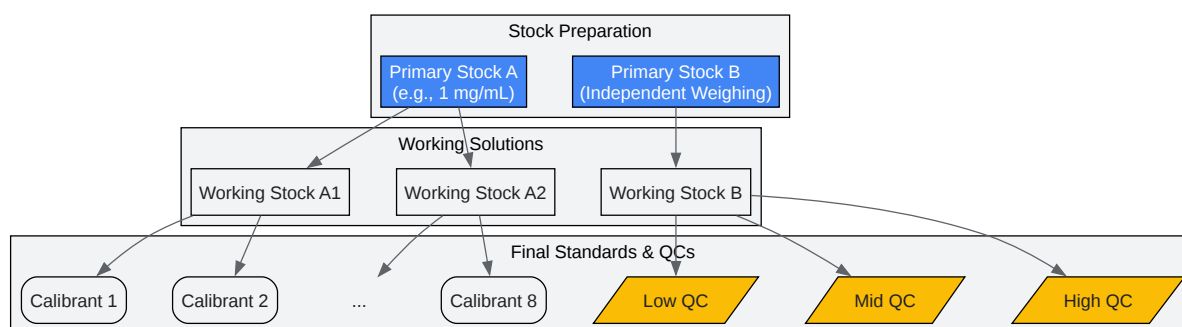 Stock Preparation
Primary Stock A
(e.g., 1 mg/mL)
Primary Stock B
(Independent Weighing)
Working Solutions
Working Stock A1
Working Stock A2
Working Stock B
Final Standards & QCs
Calibrant 1
Calibrant 2
...
Calibrant 8
Low QC
Mid QC
High QC